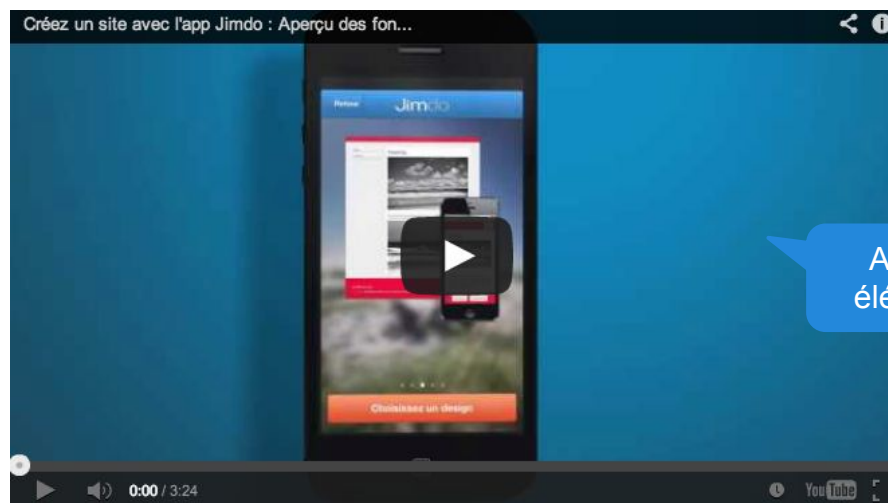 Créez un site avec l'app Jimdo : Aperçu des fon...
Retour
Jimdo
Choisissez un design
A
élé
0:00 / 3:24
YouTube